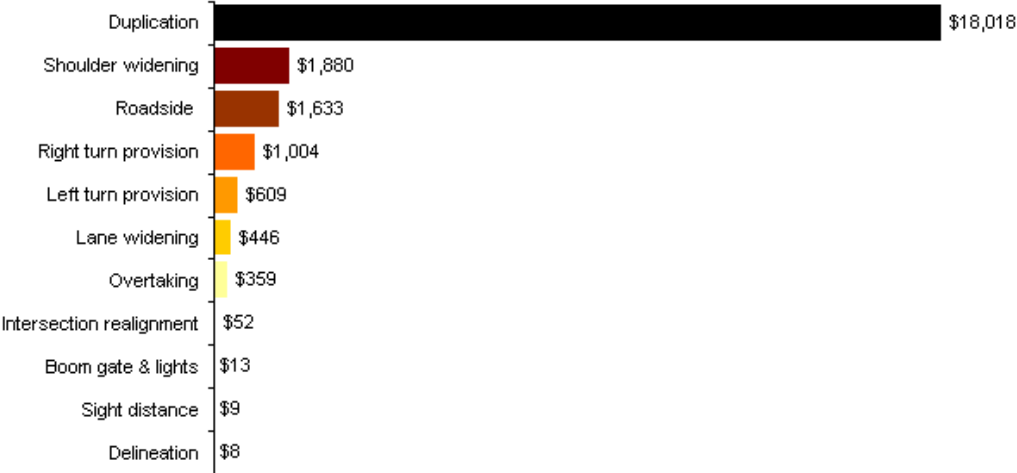 Duplication $18,018
Shoulder widening $1,880
Roadside $1,633
Right turn provision $1,004
Left turn provision $609
Lane widening $446
Overtaking $359
Intersection realignment $52
Boom gate & lights $13
Sight distance $9
Delineation $8